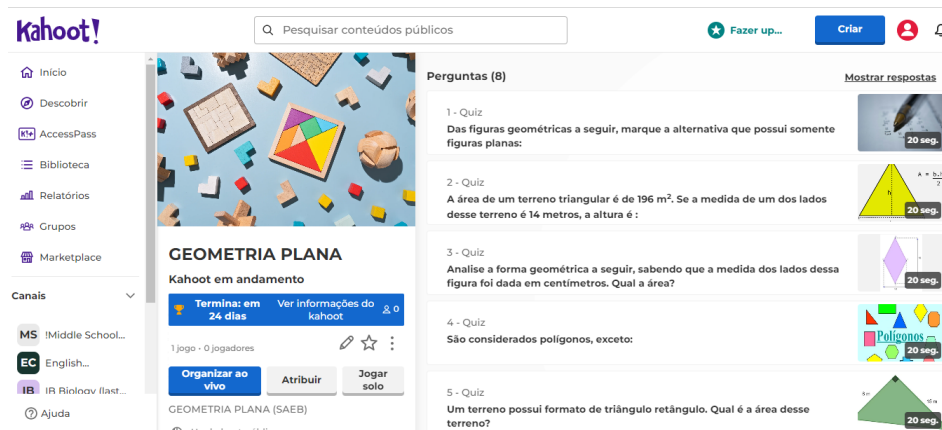 Kahoot!
Pesquisar conteúdos públicos
Fazer up...
Criar
Início
Descobrir
K!+ AccessPass
Biblioteca
Relatórios
Grupos
Marketplace
Canais
MS !Middle School...
EC English...
IB IB Biology (last...
Ajuda
GEOMETRIA PLANA
Kahoot em andamento
Termina: em
24 dias
Ver informações do
kahoot
0
1 jogo · 0 jogadores
Organizar ao
vivo
Atribuir
Jogar
solo
GEOMETRIA PLANA (SAEB)
Perguntas (8)
Mostrar respostas
1 - Quiz
Das figuras geométricas a seguir, marque a alternativa que possui somente
figuras planas:
20 seg.
2 - Quiz
A área de um terreno triangular é de 196 m². Se a medida de um dos lados
desse terreno é 14 metros, a altura é :
h
20 seg.
3 - Quiz
Analise a forma geométrica a seguir, sabendo que a medida dos lados dessa
figura foi dada em centímetros. Qual a área?
20 seg.
4 - Quiz
São considerados polígonos, exceto:
Polígonos
20 seg.
5 - Quiz
Um terreno possui formato de triângulo retângulo. Qual é a área desse
terreno?
20 seg.